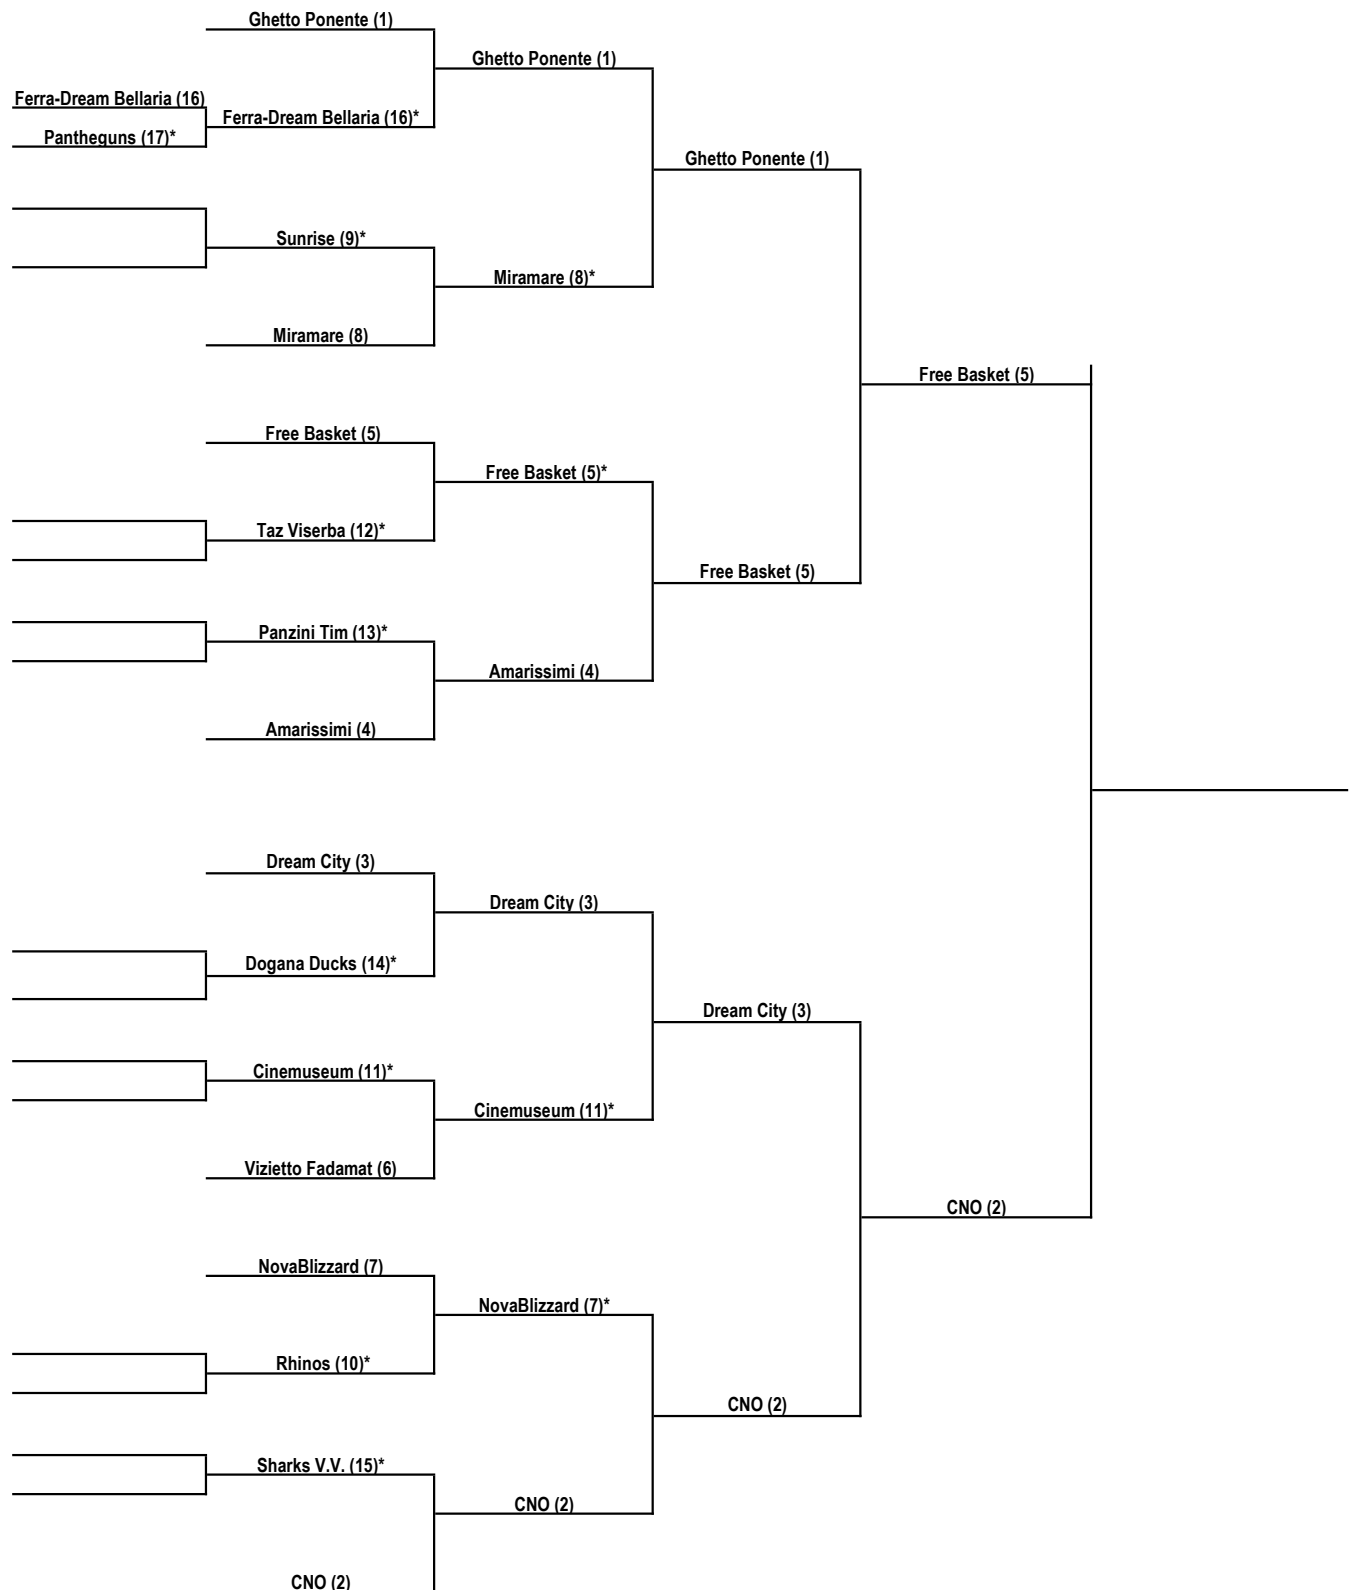 Ghetto Ponente (1)
Ghetto Ponente (1)
Ferra-Dream Bellaria (16)
Ferra-Dream Bellaria (16)*
Pantheguns (17)*
Ghetto Ponente (1)
Sunrise (9)*
Miramare (8)*
Miramare (8)
Free Basket (5)
Free Basket (5)
Free Basket (5)*
Taz Viserba (12)*
Free Basket (5)
Panzini Tim (13)*
Amarissimi (4)
Amarissimi (4)
Dream City (3)
Dream City (3)
Dogana Ducks (14)*
Dream City (3)
Cinemuseum (11)*
Cinemuseum (11)*
Vizietto Fadamat (6)
CNO (2)
NovaBlizzard (7)
NovaBlizzard (7)*
Rhinos (10)*
CNO (2)
Sharks V.V. (15)*
CNO (2)
CNO (2)